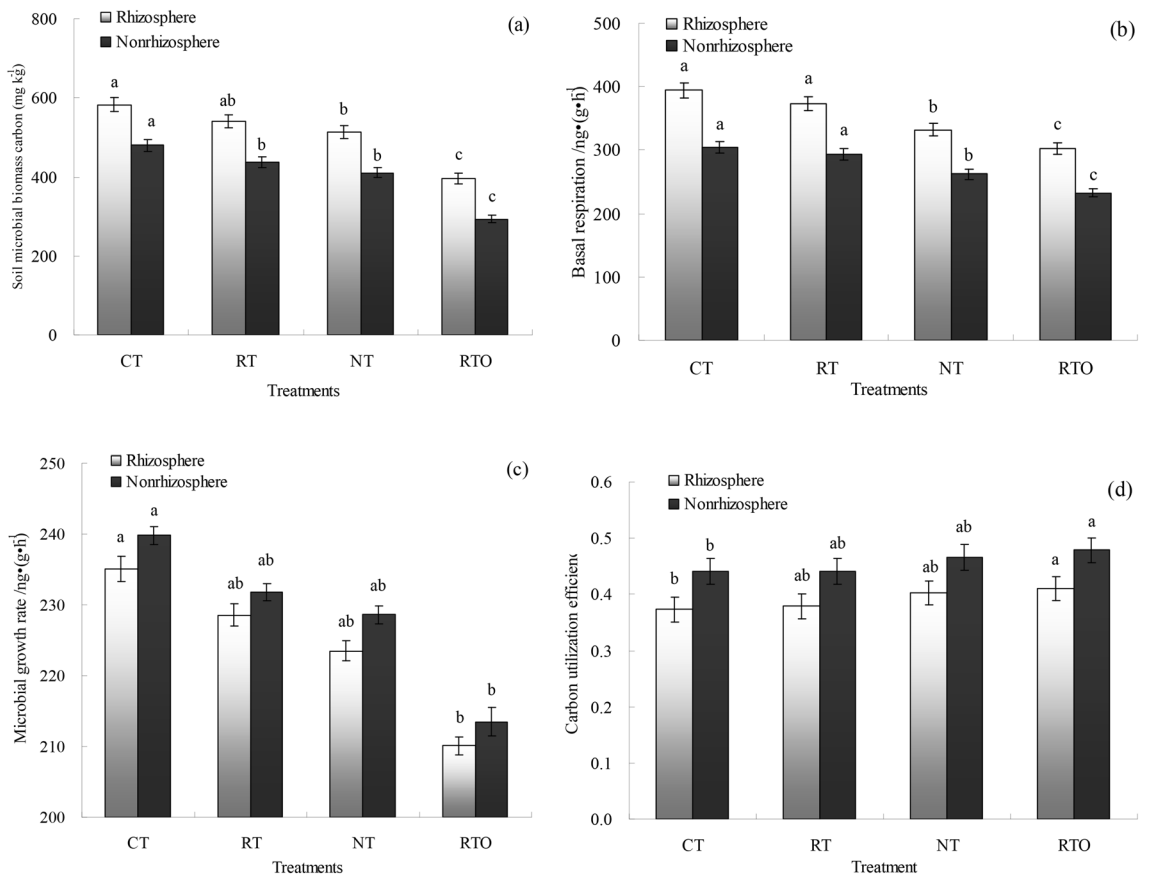 (a)
Rhizosphere
Nonrhizosphere
Soil microbial biomass carbon (mg kg-1)
800
600
400
200
0
a
a
ab
b
b
b
c
c
CT
RT
NT
RTO
Treatments
(b)
Rhizosphere
Nonrhizosphere
Basal respiration /ng•(g•h)-1
500
400
300
200
100
0
a
a
a
a
b
b
c
c
CT
RT
NT
RTO
Treatments
(c)
Rhizosphere
Nonrhizosphere
Microbial growth rate /ng•(g•h)-1
250
240
230
220
210
200
a
a
ab
ab
ab
ab
b
b
CT
RT
NT
RTO
Treatments
(d)
Rhizosphere
Nonrhizosphere
Carbon utilization efficienc
0.6
0.5
0.4
0.3
0.2
0.1
0.0
b
b
ab
ab
ab
ab
a
a
CT
RT
NT
RTO
Treatment